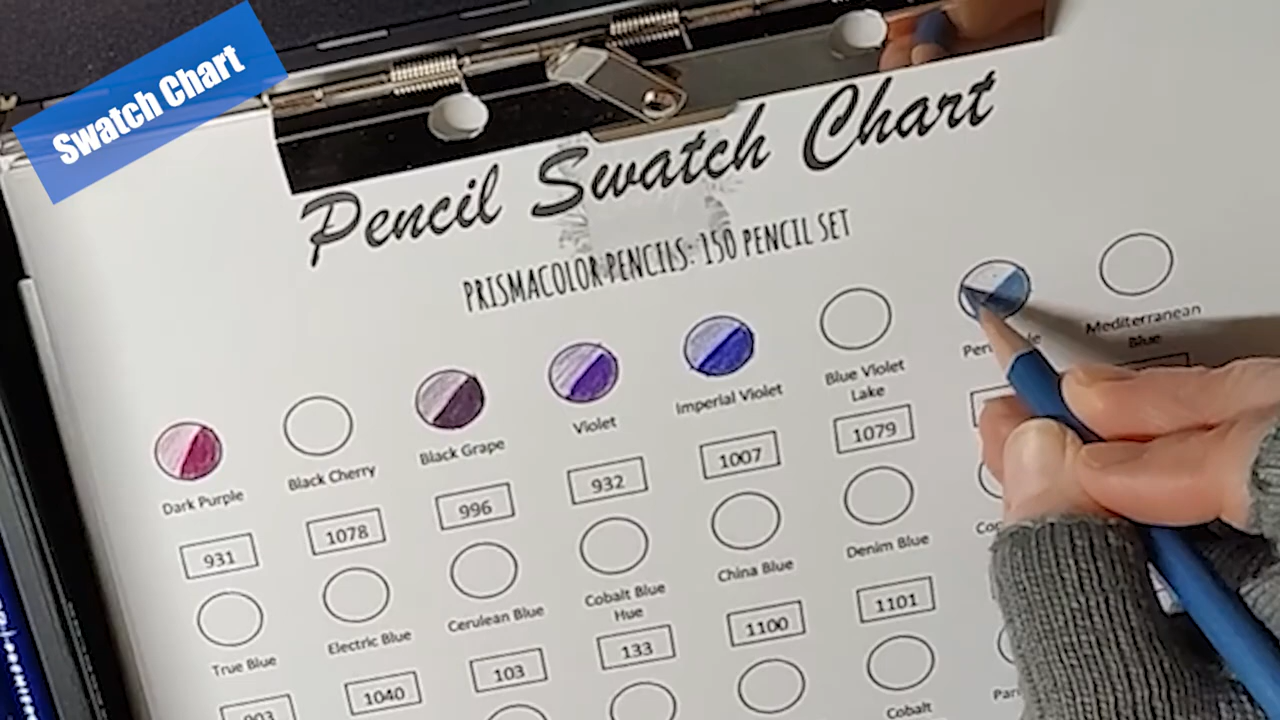 Swatch Chart
Pencil Swatch Chart
PRISMACOLOR PENCILS: 150 PENCIL SET
Dark Purple
Black Cherry
Black Grape
Violet
Imperial Violet
Blue Violet
Lake
Mediterranean
Blue
931
1078
996
932
1007
1079
True Blue
Electric Blue
Cerulean Blue
Cobalt Blue
Hue
China Blue
Denim Blue
903
1040
103
133
1100
1101
Cobalt